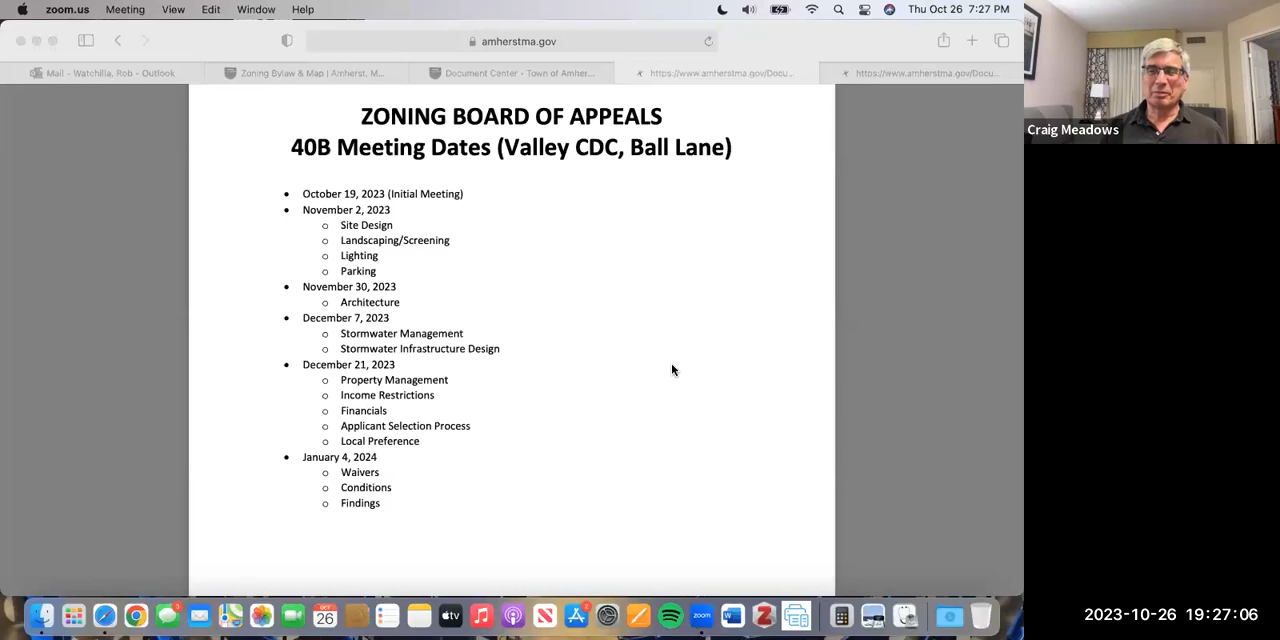 zoom.us Meeting View Edit Window Help Thu Oct 26 7:27 PM
amherstma.gov
Mail - Watchilla, Rob - Outlook Zoning Bylaw & Map | Amherst, M... Document Center - Town of Amher... https://www.amherstma.gov/Docu... https://www.amherstma.gov/Docu...
ZONING BOARD OF APPEALS
40B Meeting Dates (Valley CDC, Ball Lane)
• October 19, 2023 (Initial Meeting)
• November 2, 2023
o Site Design
o Landscaping/Screening
o Lighting
o Parking
• November 30, 2023
o Architecture
• December 7, 2023
o Stormwater Management
o Stormwater Infrastructure Design
• December 21, 2023
o Property Management
o Income Restrictions
o Financials
o Applicant Selection Process
o Local Preference
• January 4, 2024
o Waivers
o Conditions
o Findings
Craig Meadows
OCT
26
tv
zoom
2023-10-26 19:27:06